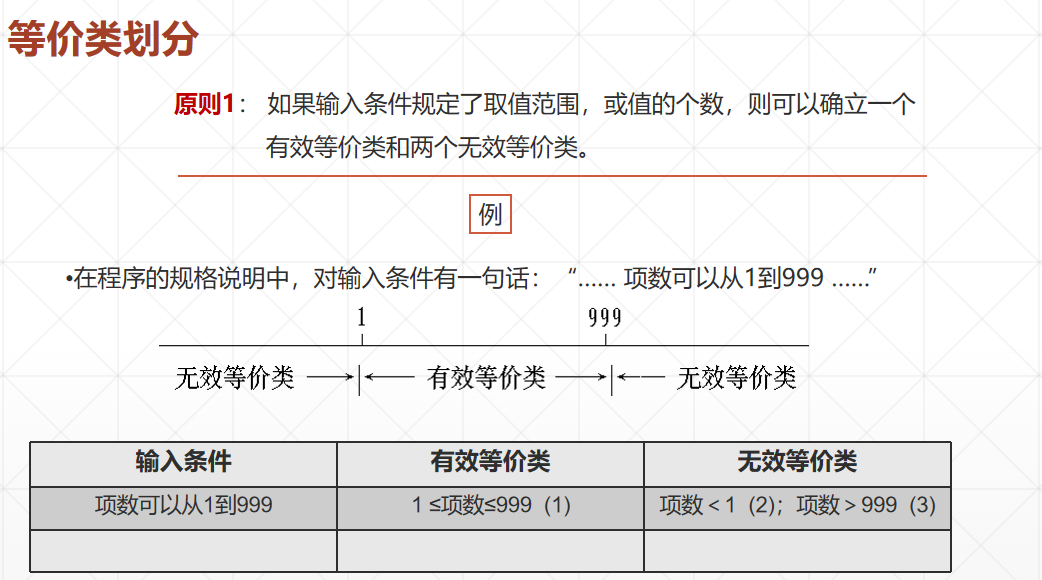 等价类划分
原则1： 如果输入条件规定了取值范围，或值的个数，则可以确立一个
有效等价类和两个无效等价类。
例
•在程序的规格说明中，对输入条件有一句话： “…… 项数可以从1到999 ……”
1 999
无效等价类 有效等价类 无效等价类
输入条件 有效等价类 无效等价类
项数可以从1到999 1 ≤项数≤999（1） 项数＜1（2）；项数＞999（3）